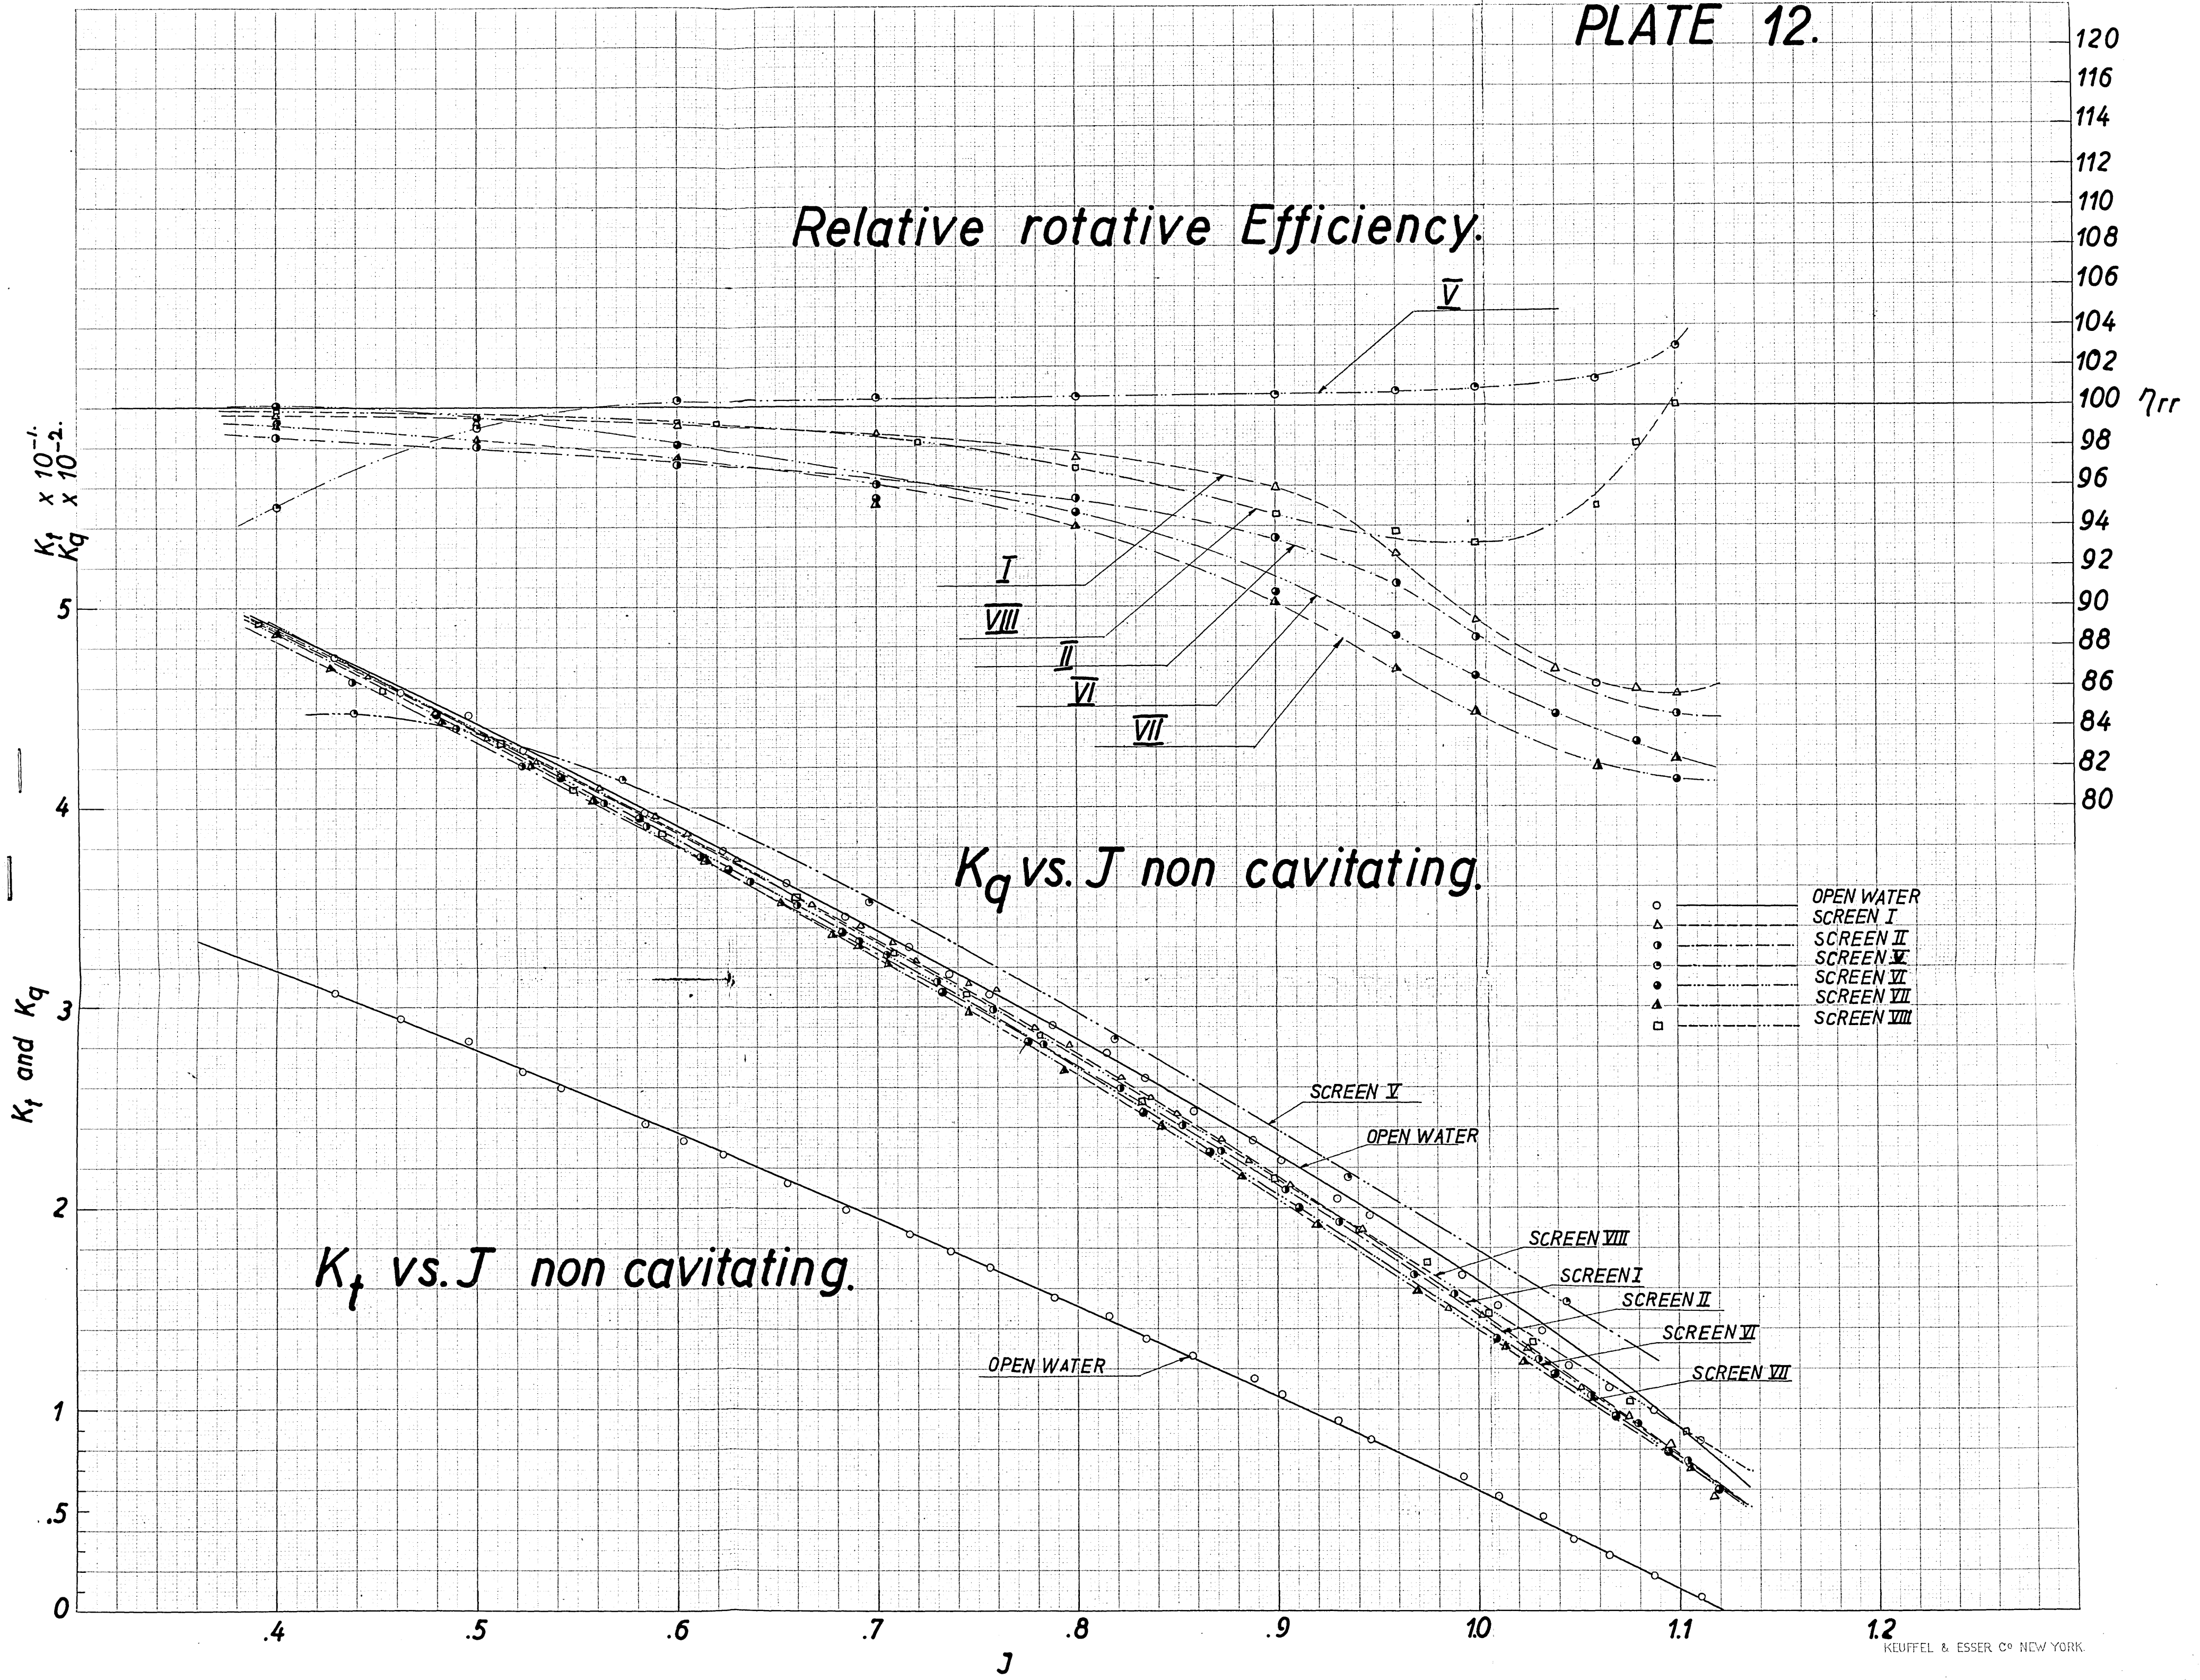 PLATE 12.
120
116
114
112
110
108
106
104
102
100 ηrr
98
96
94
92
90
88
86
84
82
80
Relative rotative Efficiency.
V
I
VIII
II
VI
VII
Kt x 10⁻¹.
Kq x 10⁻².
Kt and Kq
5
4
3
2
1
.5
0
Kq vs. J non cavitating.
OPEN WATER
SCREEN I
SCREEN II
SCREEN V
SCREEN VI
SCREEN VII
SCREEN VIII
SCREEN V
OPEN WATER
SCREEN VIII
SCREEN I
SCREEN II
SCREEN VI
SCREEN VII
Kt vs. J non cavitating.
OPEN WATER
.4 .5 .6 .7 .8 .9 1.0 1.1 1.2
J
KEUFFEL & ESSER Co NEW YORK.